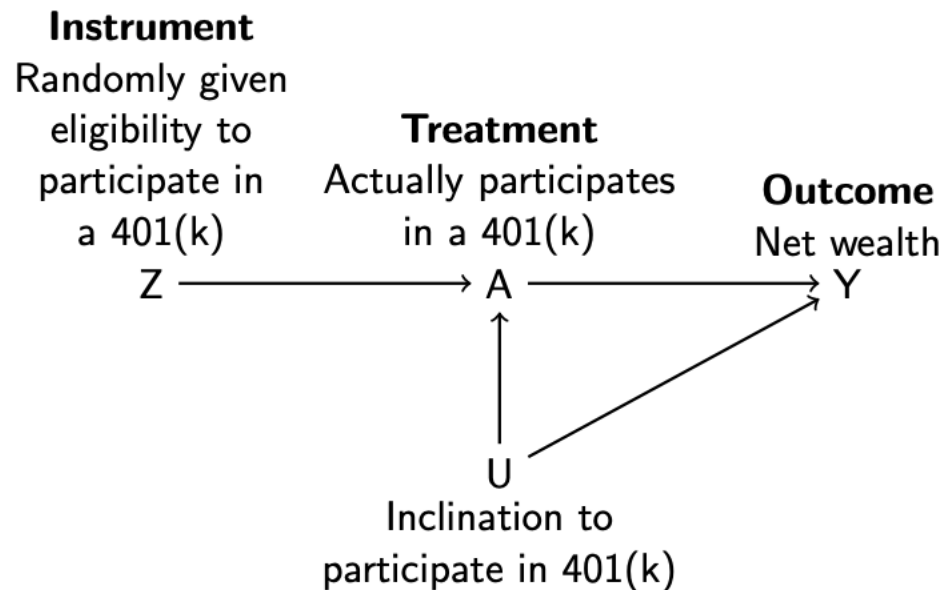 Instrument
Randomly given
eligibility to
participate in
a 401(k)
Z
Treatment
Actually participates
in a 401(k)
A
Outcome
Net wealth
Y
U
Inclination to
participate in 401(k)